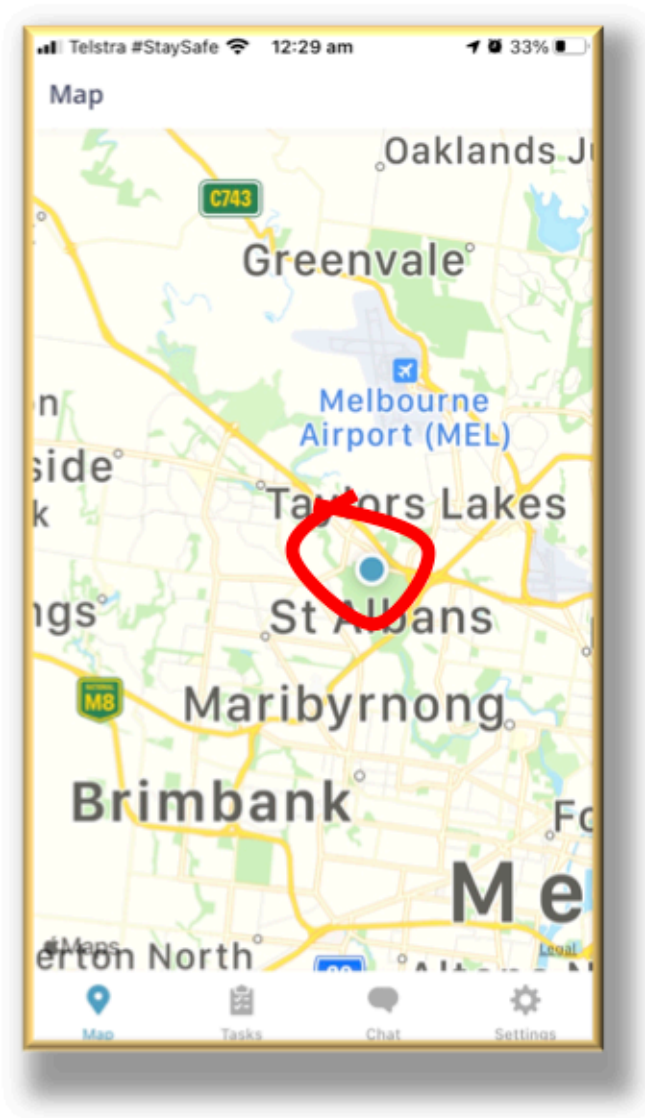 Telstra #StaySafe 12:29 am 33%
Map
Oaklands J
C743
Greenvale
Melbourne
Airport (MEL)
n
side
k
Taylors Lakes
ngs
St Albans
NATIONAL
M8
Maribyrnong
Brimbank
Fo
Me
Maps
erton North
Legal
Map Tasks Chat Settings